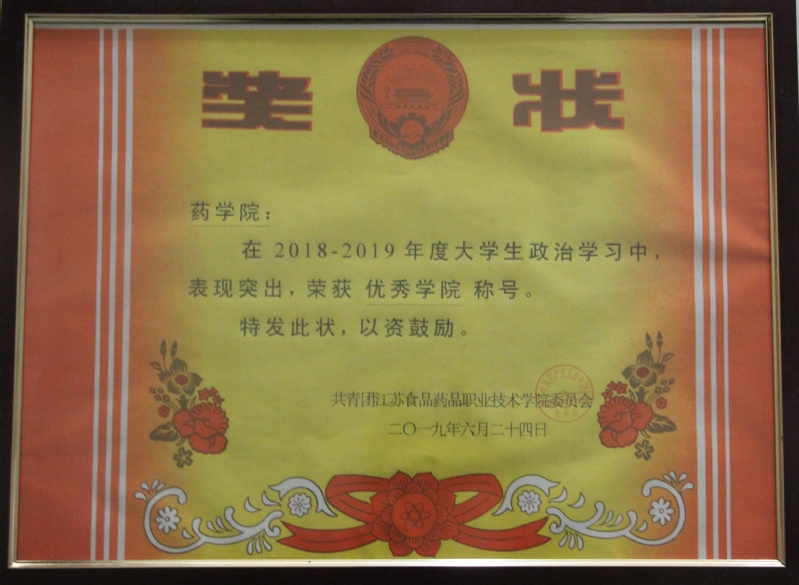 奖状
药学院：
在 2018-2019 年度大学生政治学习中，
表现突出，荣获 优秀学院 称号。
特发此状，以资鼓励。
共青团江苏食品药品职业技术学院委员会
二〇一九年六月二十四日